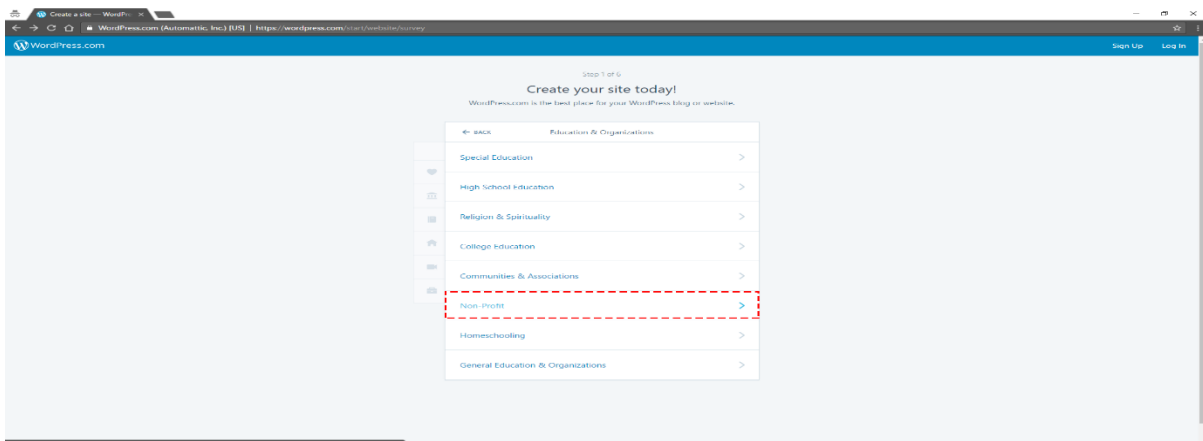 Create a site — WordPr
WordPress.com (Automattic, Inc.) [US] | https://wordpress.com/start/website/survey
WordPress.com
Sign Up
Log In
Step 1 of 6
Create your site today!
WordPress.com is the best place for your WordPress blog or website.
← BACK
Education & Organizations
Special Education
High School Education
Religion & Spirituality
College Education
Communities & Associations
Non-Profit
Homeschooling
General Education & Organizations